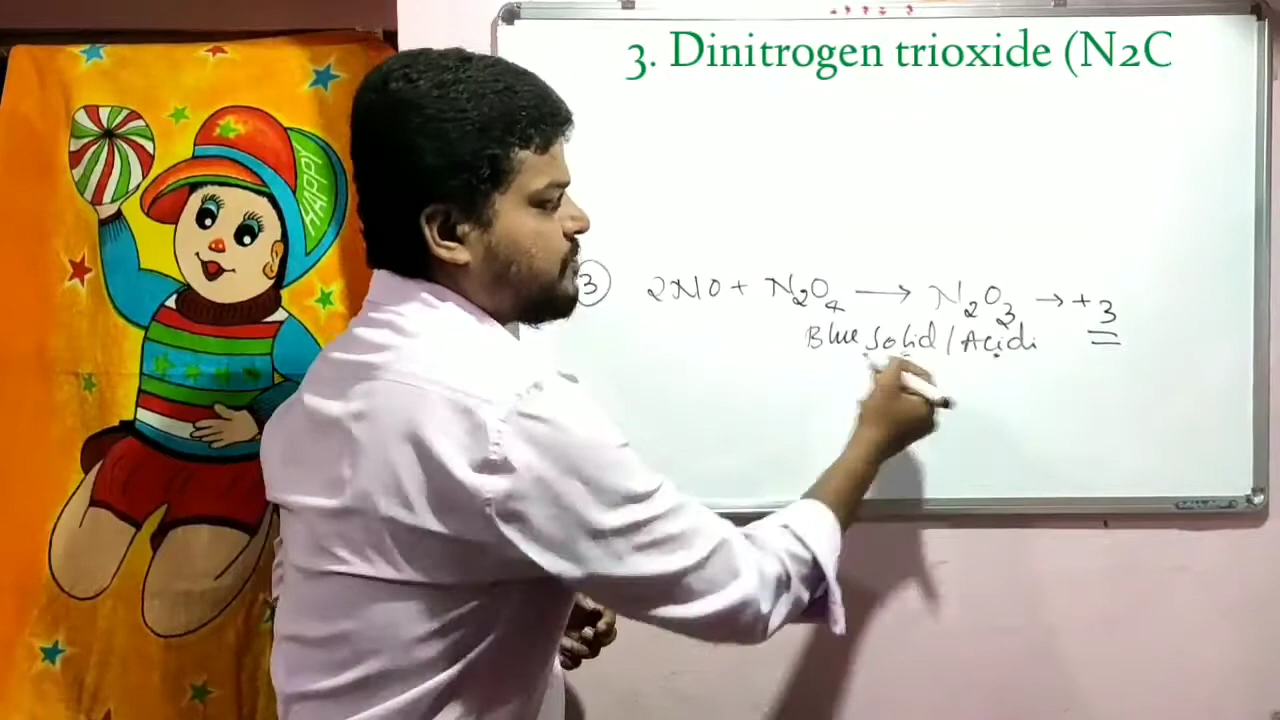 3. Dinitrogen trioxide (N2C
HAPPY
③ 2NO + N₂O₄ → N₂O₃ → +3
Blue Solid / Acidi